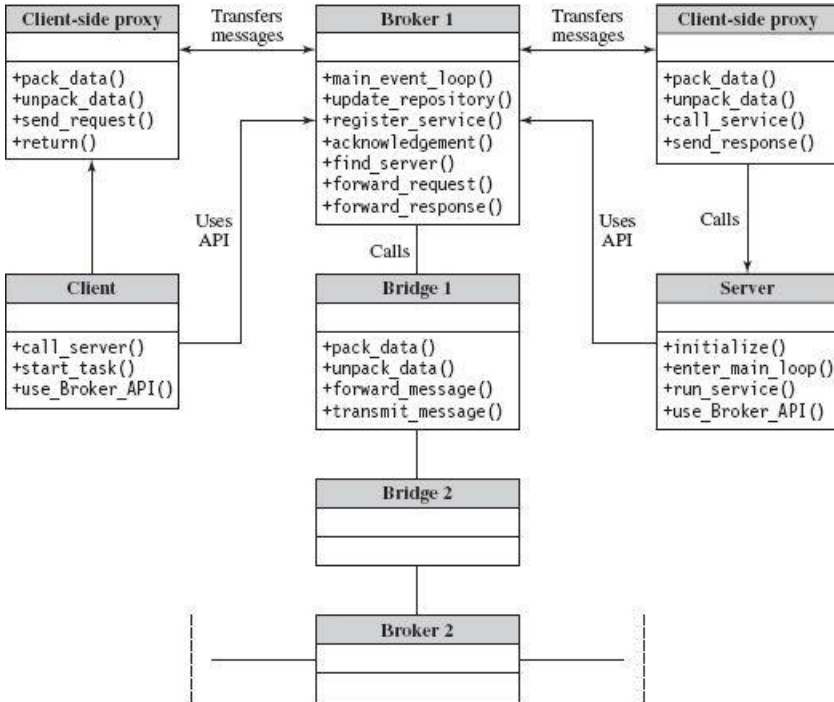 Client-side proxy
+pack_data()
+unpack_data()
+send_request()
+return()
Transfers
messages
Broker 1
+main_event_loop()
+update_repository()
+register_service()
+acknowledgement()
+find_server()
+forward_request()
+forward_response()
Transfers
messages
Client-side proxy
+pack_data()
+unpack_data()
+call_service()
+send_response()
Uses
API
Calls
Uses
API
Calls
Client
+call_server()
+start_task()
+use_Broker_API()
Bridge 1
+pack_data()
+unpack_data()
+forward_message()
+transmit_message()
Server
+initialize()
+enter_main_loop()
+run_service()
+use_Broker_API()
Bridge 2
Broker 2